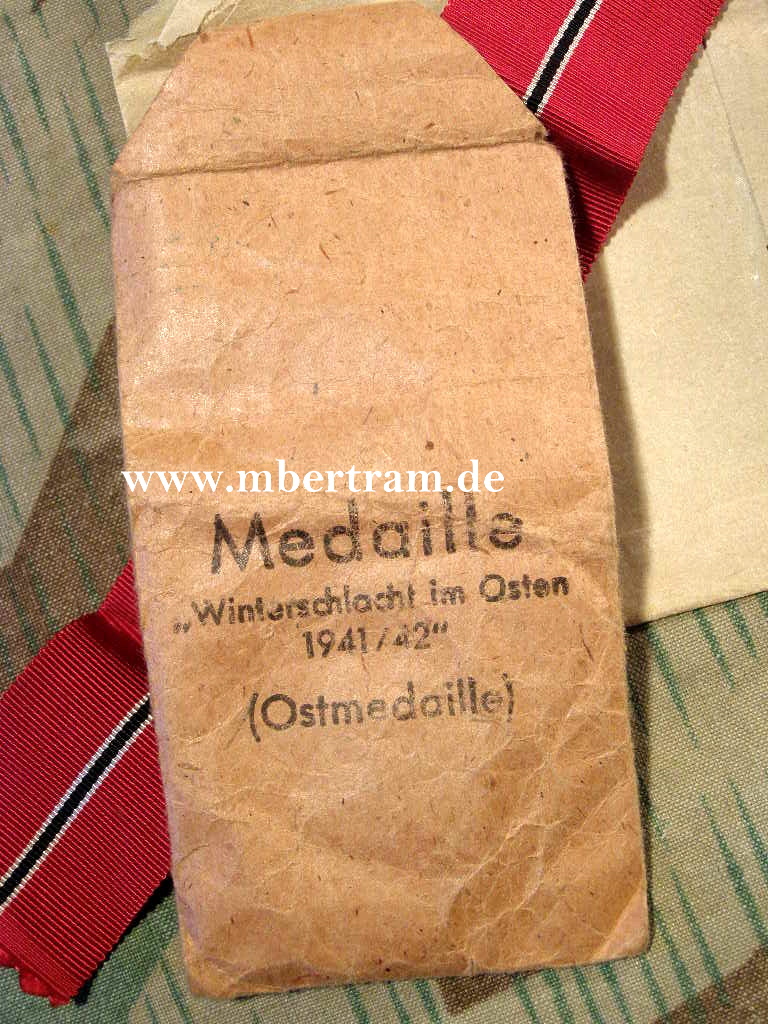 www.mbertram.de
Medaille
„Winterschlacht im Osten
1941/42“
(Ostmedaille)